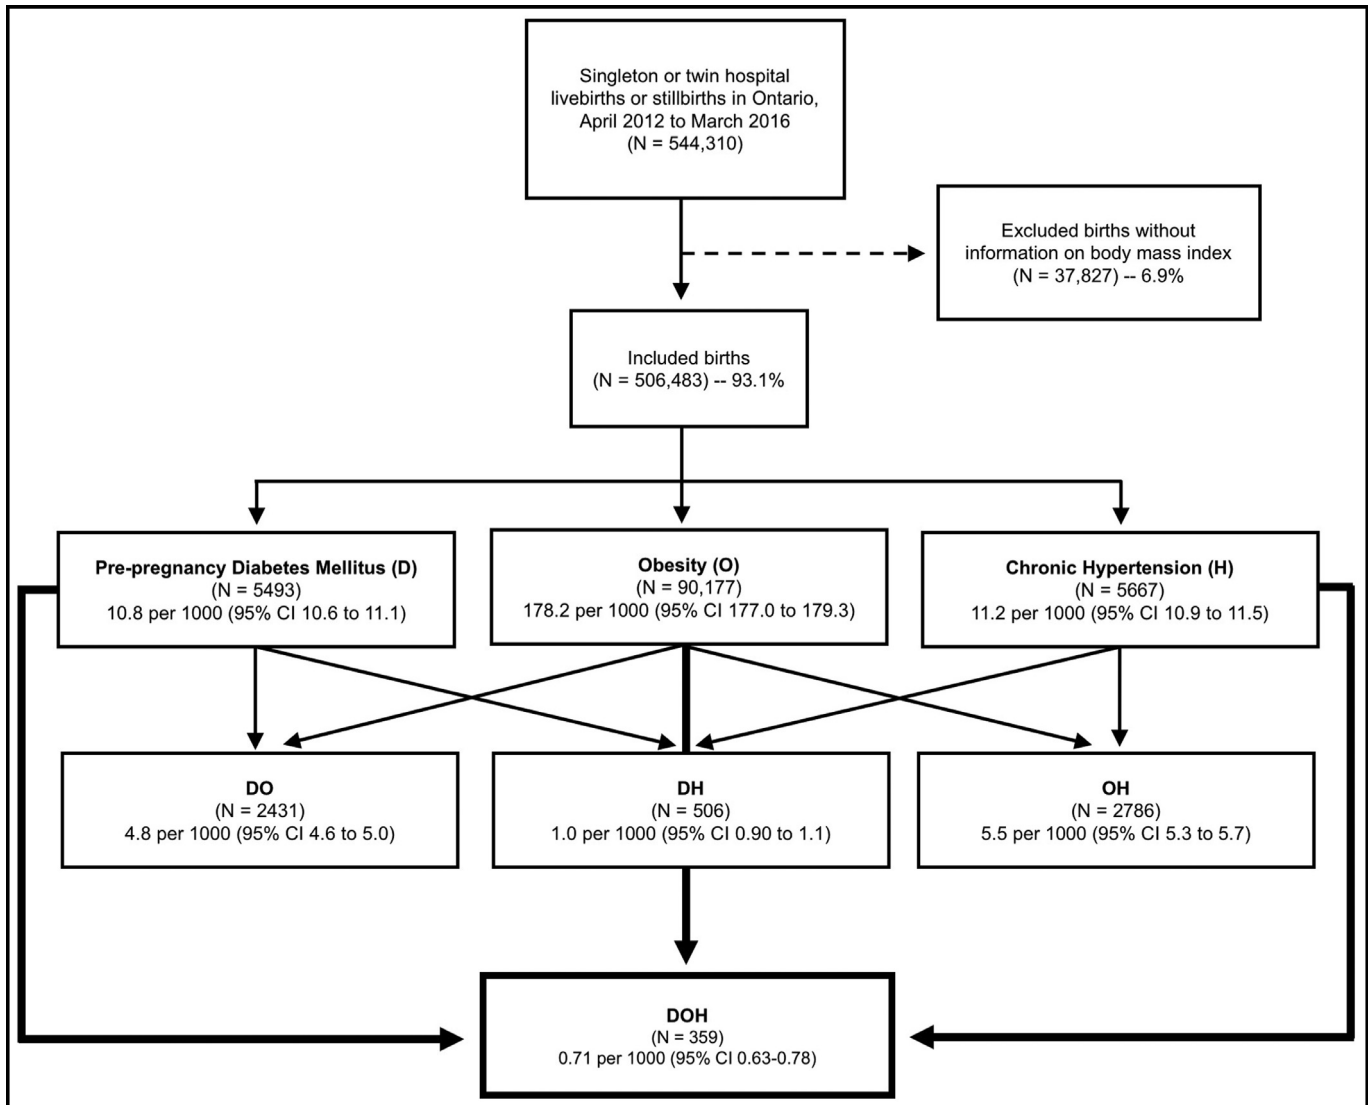 Singleton or twin hospital
livebirths or stillbirths in Ontario,
April 2012 to March 2016
(N = 544,310)
Excluded births without
information on body mass index
(N = 37,827) -- 6.9%
Included births
(N = 506,483) -- 93.1%
Pre-pregnancy Diabetes Mellitus (D)
(N = 5493)
10.8 per 1000 (95% CI 10.6 to 11.1)
Obesity (O)
(N = 90,177)
178.2 per 1000 (95% CI 177.0 to 179.3)
Chronic Hypertension (H)
(N = 5667)
11.2 per 1000 (95% CI 10.9 to 11.5)
DO
(N = 2431)
4.8 per 1000 (95% CI 4.6 to 5.0)
DH
(N = 506)
1.0 per 1000 (95% CI 0.90 to 1.1)
OH
(N = 2786)
5.5 per 1000 (95% CI 5.3 to 5.7)
DOH
(N = 359)
0.71 per 1000 (95% CI 0.63-0.78)